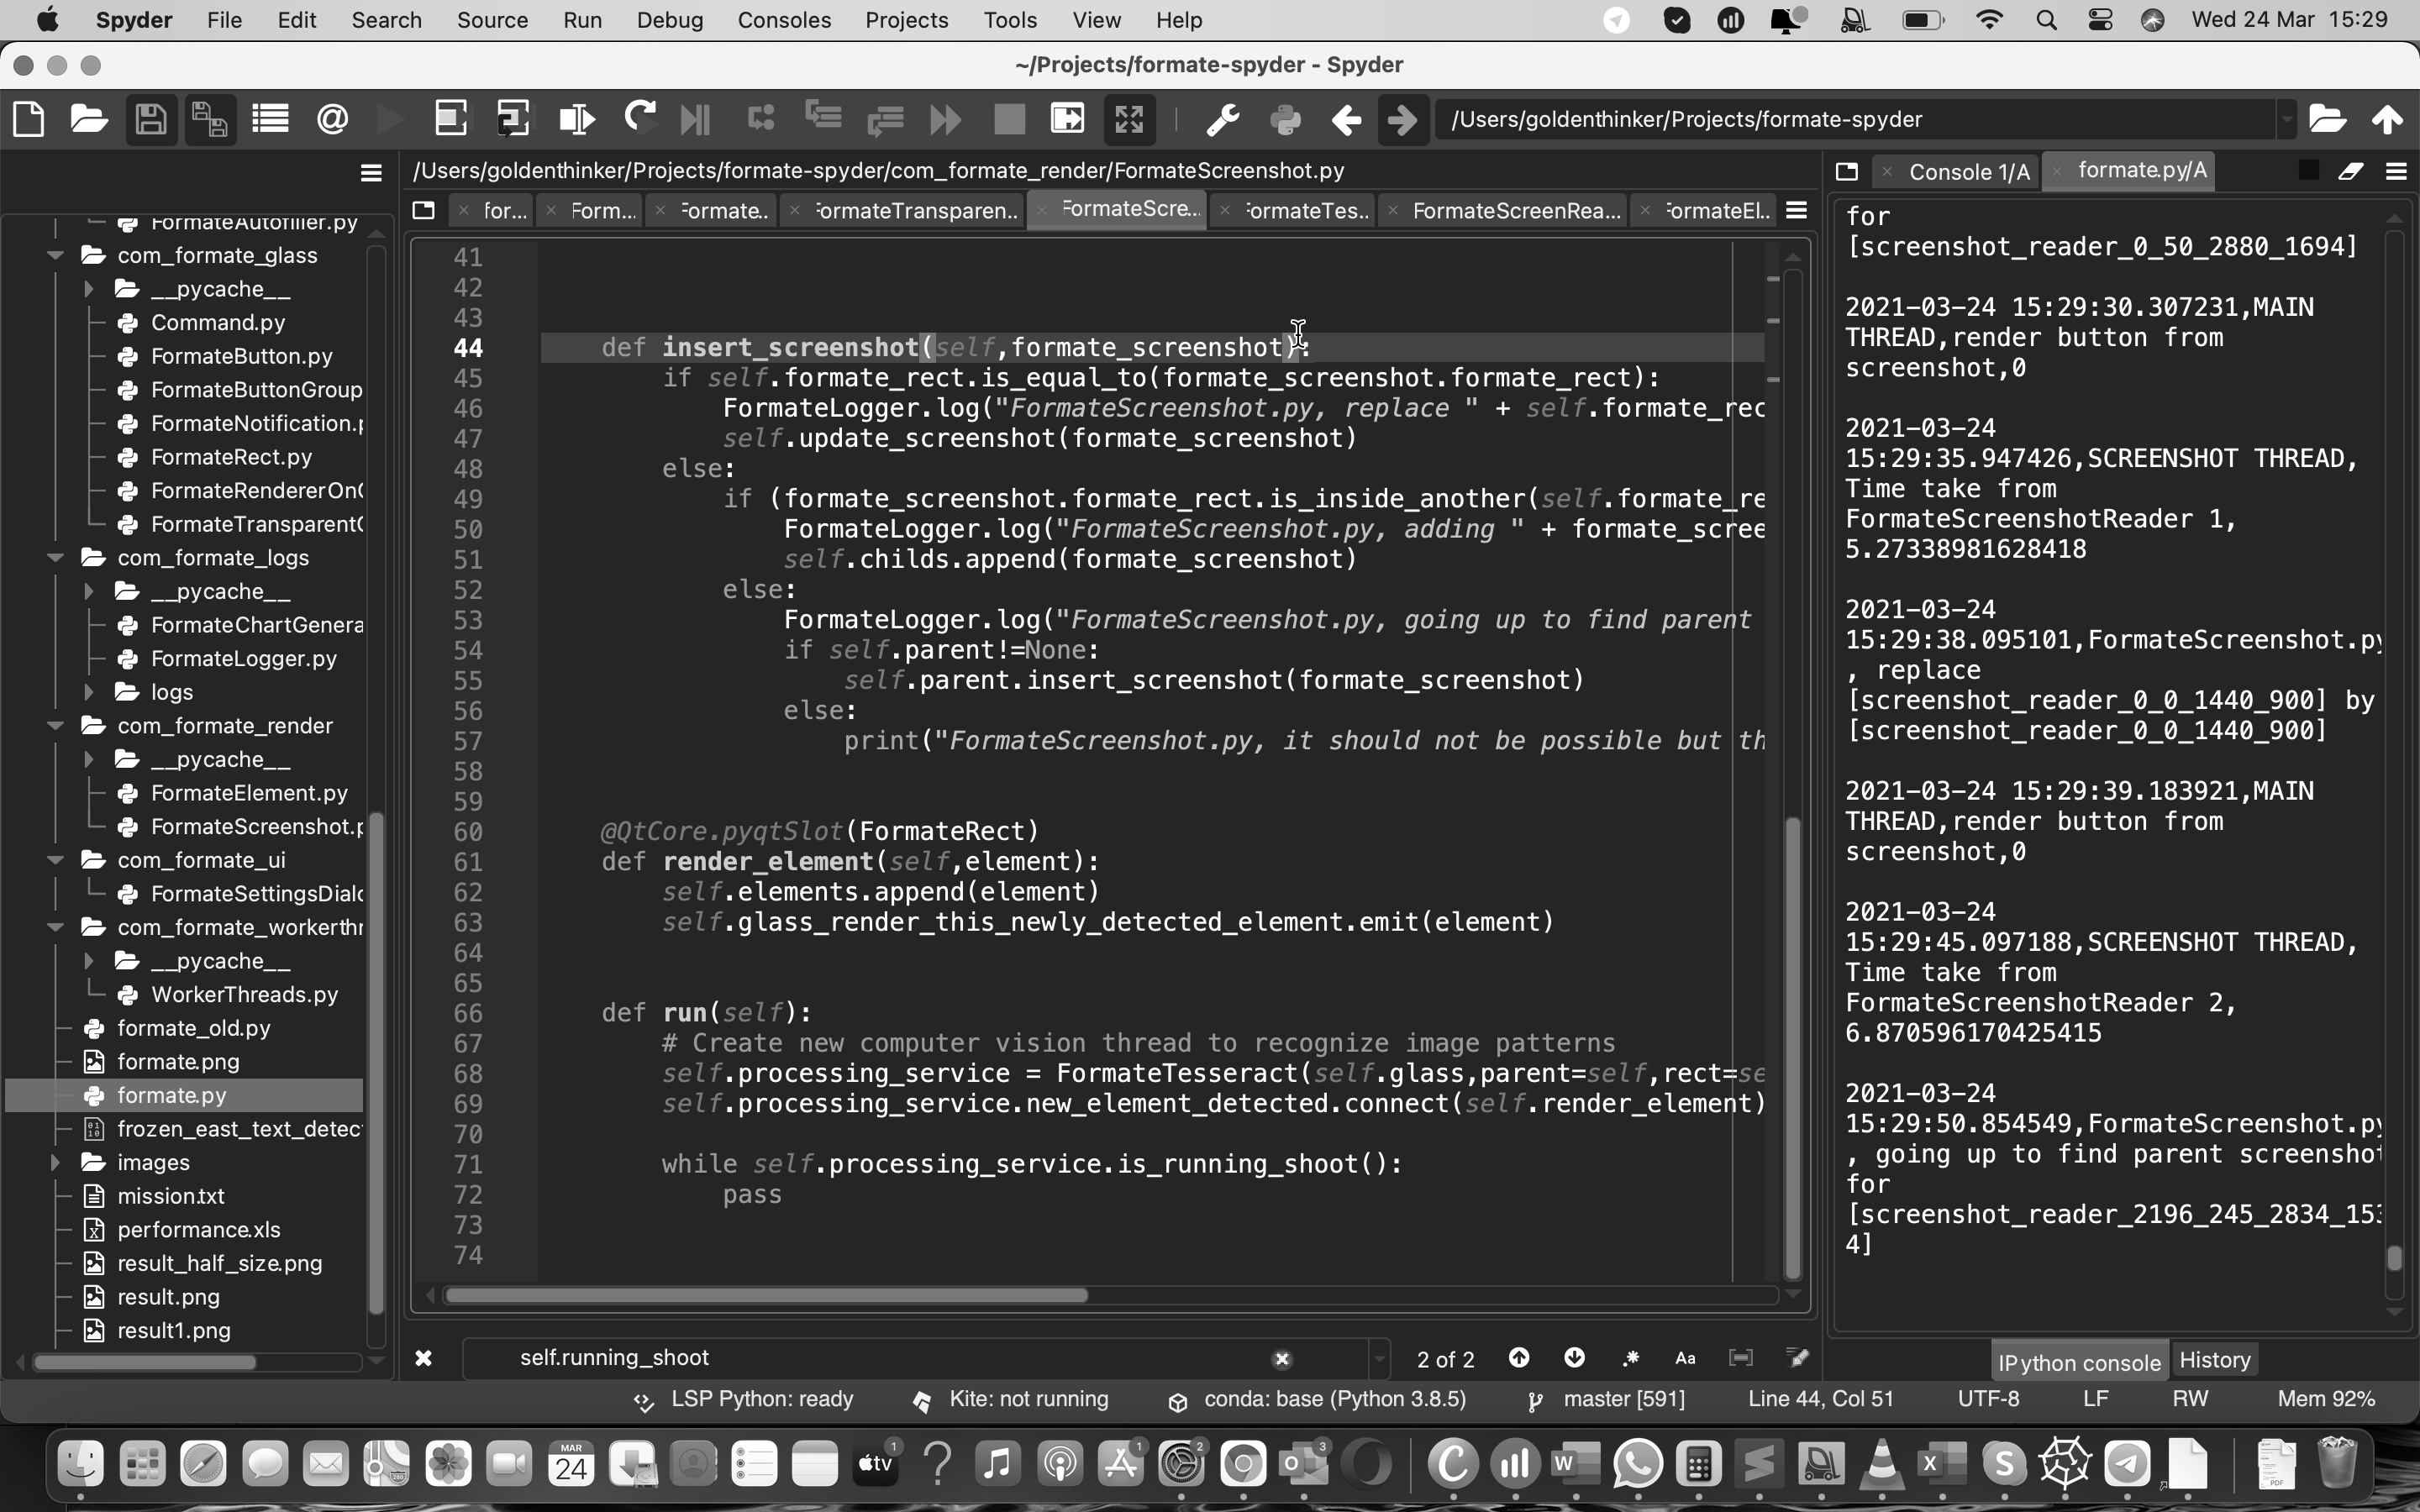 Spyder File Edit Search Source Run Debug Consoles Projects Tools View Help Wed 24 Mar 15:29
~/Projects/formate-spyder - Spyder
/Users/goldenthinker/Projects/formate-spyder
FormateAutofiller.py
com_formate_glass
__pycache__
Command.py
FormateButton.py
FormateButtonGroup
FormateNotification.p
FormateRect.py
FormateRendererOnG
FormateTransparentG
com_formate_logs
__pycache__
FormateChartGenera
FormateLogger.py
logs
com_formate_render
__pycache__
FormateElement.py
FormateScreenshot.p
com_formate_ui
FormateSettingsDialo
com_formate_workerthr
__pycache__
WorkerThreads.py
formate_old.py
formate.png
formate.py
frozen_east_text_detec
images
mission.txt
performance.xls
result_half_size.png
result.png
result1.png
/Users/goldenthinker/Projects/formate-spyder/com_formate_render/FormateScreenshot.py
for... Form... Formate.. FormateTransparen.. FormateScre... FormateTes.. FormateScreenRea... FormateEl..
41
42
43
44 def insert_screenshot(self,formate_screenshot):
45 if self.formate_rect.is_equal_to(formate_screenshot.formate_rect):
46 FormateLogger.log("FormateScreenshot.py, replace " + self.formate_rec
47 self.update_screenshot(formate_screenshot)
48 else:
49 if (formate_screenshot.formate_rect.is_inside_another(self.formate_re
50 FormateLogger.log("FormateScreenshot.py, adding " + formate_scree
51 self.childs.append(formate_screenshot)
52 else:
53 FormateLogger.log("FormateScreenshot.py, going up to find parent
54 if self.parent!=None:
55 self.parent.insert_screenshot(formate_screenshot)
56 else:
57 print("FormateScreenshot.py, it should not be possible but th
58
59
60 @QtCore.pyqtSlot(FormateRect)
61 def render_element(self,element):
62 self.elements.append(element)
63 self.glass_render_this_newly_detected_element.emit(element)
64
65
66 def run(self):
67 # Create new computer vision thread to recognize image patterns
68 self.processing_service = FormateTesseract(self.glass,parent=self,rect=se
69 self.processing_service.new_element_detected.connect(self.render_element)
70
71 while self.processing_service.is_running_shoot():
72 pass
73
74
self.running_shoot 2 of 2 Aa
Console 1/A formate.py/A
for
[screenshot_reader_0_50_2880_1694]
2021-03-24 15:29:30.307231,MAIN
THREAD,render button from
screenshot,0
2021-03-24
15:29:35.947426,SCREENSHOT THREAD,
Time take from
FormateScreenshotReader 1,
5.27338981628418
2021-03-24
15:29:38.095101,FormateScreenshot.py
, replace
[screenshot_reader_0_0_1440_900] by
[screenshot_reader_0_0_1440_900]
2021-03-24 15:29:39.183921,MAIN
THREAD,render button from
screenshot,0
2021-03-24
15:29:45.097188,SCREENSHOT THREAD,
Time take from
FormateScreenshotReader 2,
6.870596170425415
2021-03-24
15:29:50.854549,FormateScreenshot.py
, going up to find parent screenshot
for
[screenshot_reader_2196_245_2834_153
4]
IPython console History
LSP Python: ready Kite: not running conda: base (Python 3.8.5) master [591] Line 44, Col 51 UTF-8 LF RW Mem 92%
MAR
24
tv 1 1 2 3
PDF